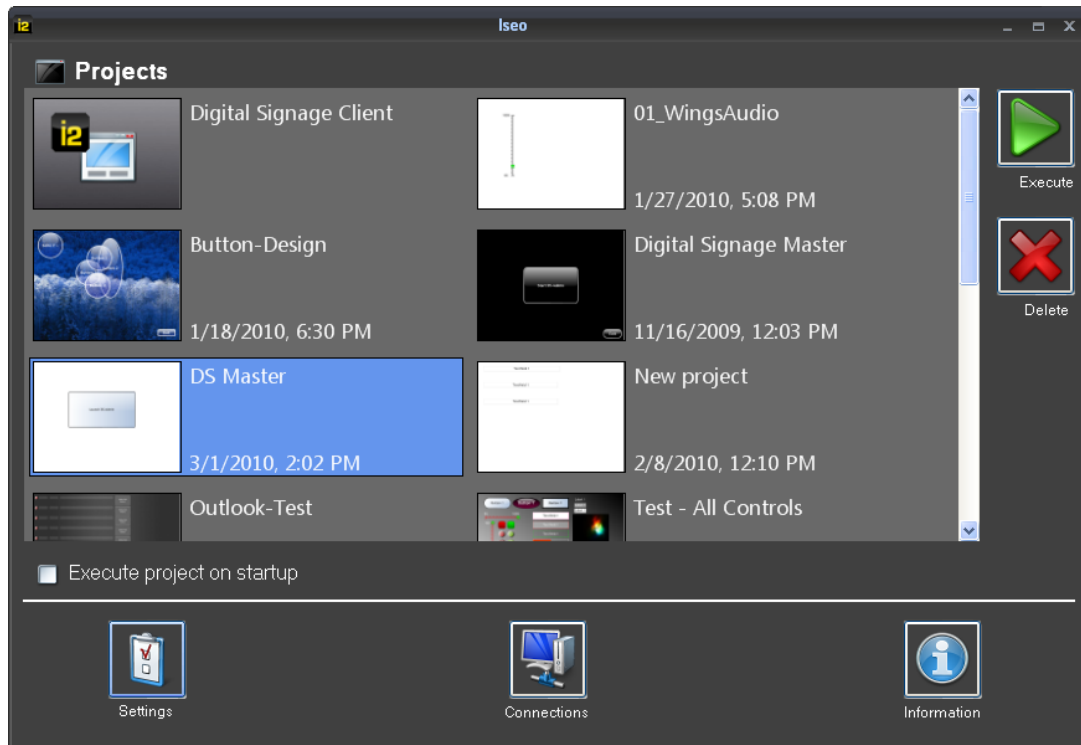 i2
Iseo
Projects
i2
Digital Signage Client
01_WingsAudio
1/27/2010, 5:08 PM
Button-Design
1/18/2010, 6:30 PM
Digital Signage Master
11/16/2009, 12:03 PM
DS Master
3/1/2010, 2:02 PM
New project
2/8/2010, 12:10 PM
Outlook-Test
Test - All Controls
Execute
Delete
Execute project on startup
Settings
Connections
Information